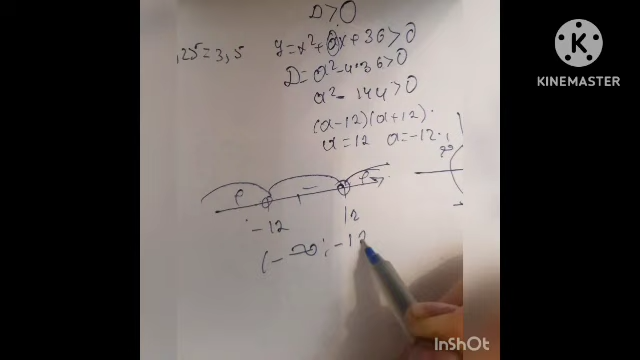 D>0
,25=3,5
y=x²+ax+36>0
D=a²-4·36>0
a²-144>0
(a-12)(a+12).
a=12 a=-12.
-
-12
12
(-∞; -12
KINEMASTER
InShOt